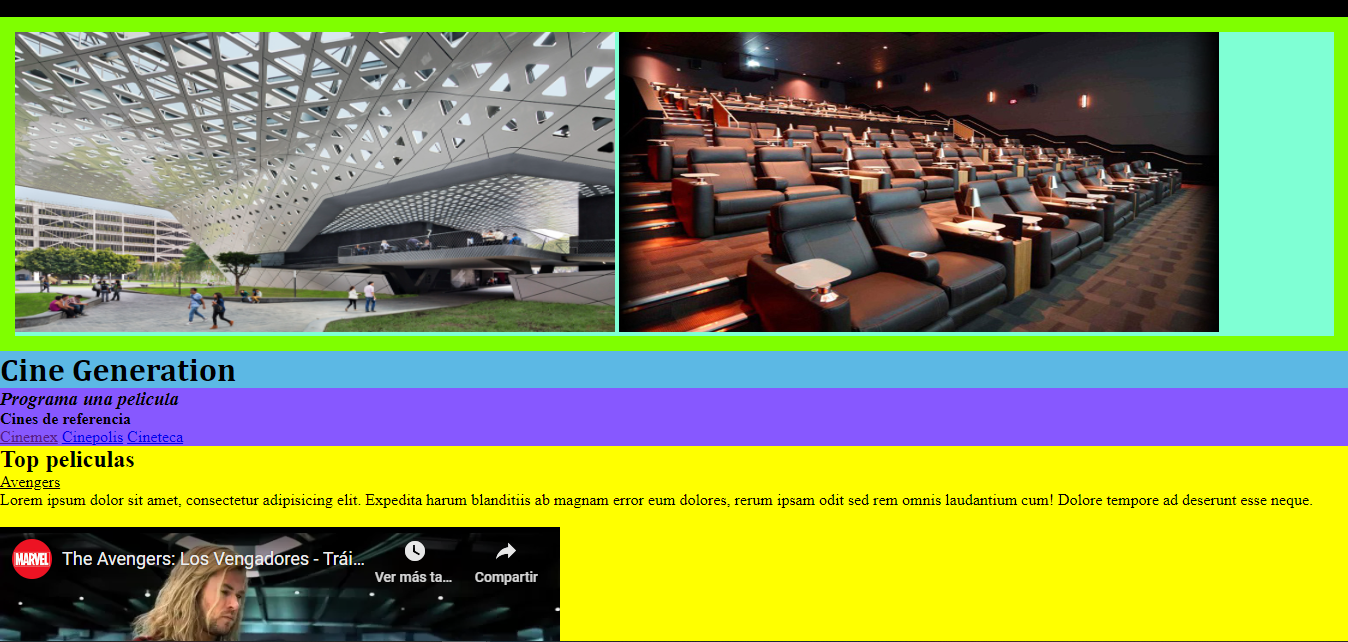 Cine Generation
Programa una pelicula
Cines de referencia
Cinemex Cinepolis Cineteca
Top peliculas
Avengers
Lorem ipsum dolor sit amet, consectetur adipisicing elit. Expedita harum blanditiis ab magnam error eum dolores, rerum ipsam odit sed rem omnis laudantium cum! Dolore tempore ad deserunt esse neque.
MARVEL The Avengers: Los Vengadores - Trái...
Ver más ta... Compartir